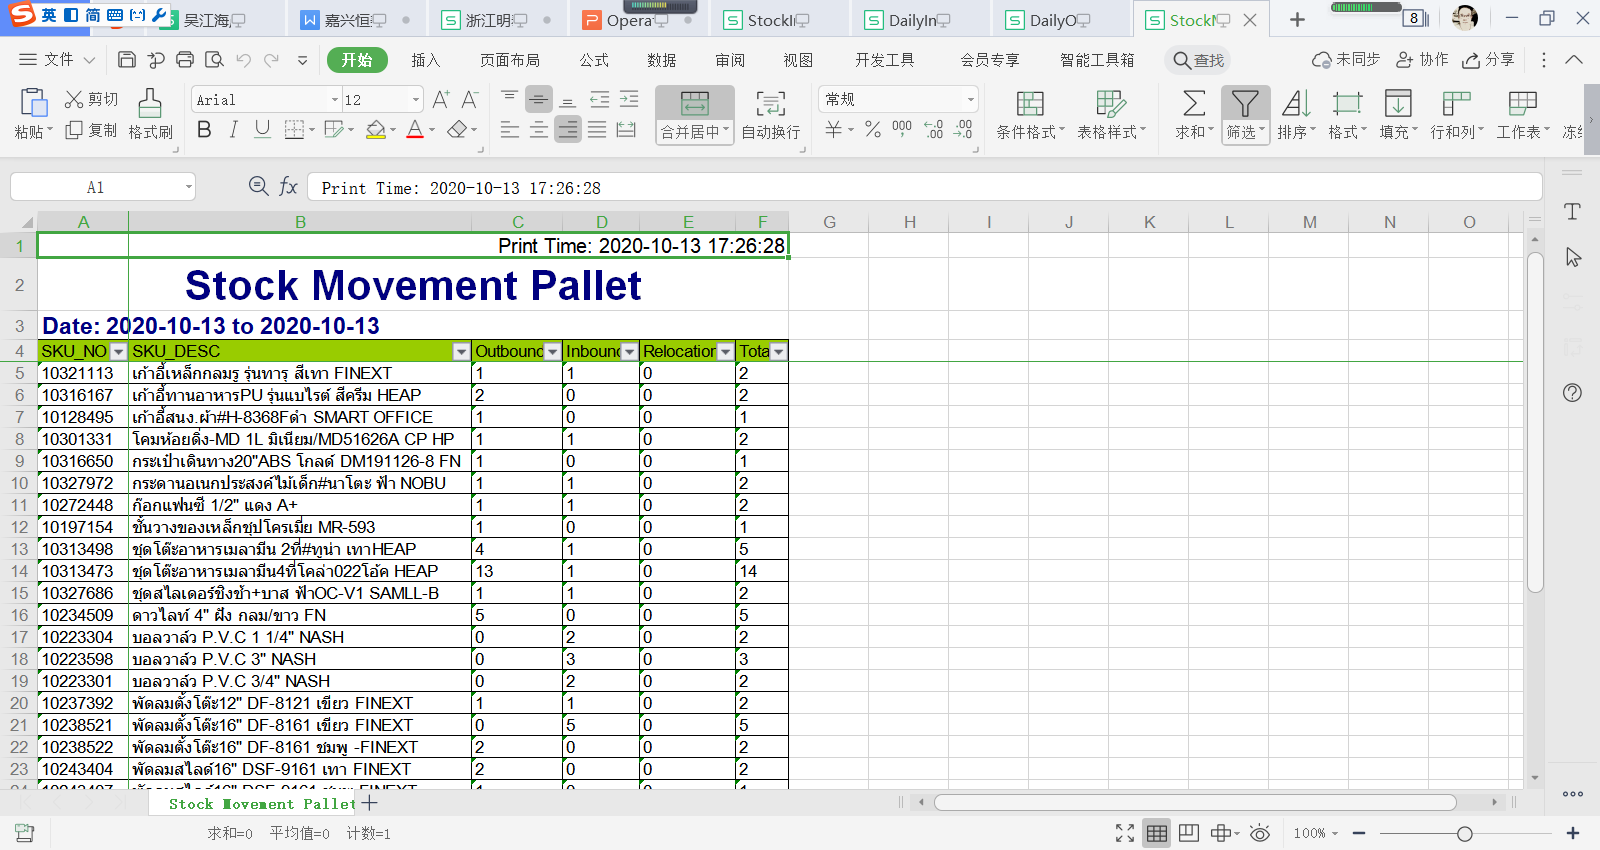 英 简
吴江海 嘉兴恒 浙江明 Opera StockI DailyIn DailyO StockM 8
文件 开始 插入 页面布局 公式 数据 审阅 视图 开发工具 会员专享 智能工具箱 查找 未同步 协作 分享
粘贴 剪切 复制 格式刷 Arial 12 合并居中 自动换行 常规 条件格式 表格样式 求和 筛选 排序 格式 填充 行和列 工作表 冻结
A1 fx Print Time: 2020-10-13 17:26:28
A B C D E F G H I J K L M N O
1 Print Time: 2020-10-13 17:26:28
2 Stock Movement Pallet
3 Date: 2020-10-13 to 2020-10-13
4 SKU_NO SKU_DESC Outbound Inbound Relocation Tota
5 10321113 เก้าอี้เหล็กกลมรู รุ่นทารุ สีเทา FINEXT 1 1 0 2
6 10316167 เก้าอี้ทานอาหารPU รุ่นแบไรต์ สีครีม HEAP 2 0 0 2
7 10128495 เก้าอี้สนง.ผ้า#H-8368Fดำ SMART OFFICE 1 0 0 1
8 10301331 โคมห้อยดิ่ง-MD 1L มิเนียม/MD51626A CP HP 1 1 0 2
9 10316650 กระเป๋าเดินทาง20"ABS โกลด์ DM191126-8 FN 1 0 0 1
10 10327972 กระดานอเนกประสงค์ไม้เด็ก#นาโตะ ฟ้า NOBU 1 1 0 2
11 10272448 ก๊อกแฟนซี 1/2" แดง A+ 1 1 0 2
12 10197154 ชั้นวางของเหล็กชุปโครเมี่ย MR-593 1 0 0 1
13 10313498 ชุดโต๊ะอาหารเมลามีน 2ที่#ทูน่า เทาHEAP 4 1 0 5
14 10313473 ชุดโต๊ะอาหารเมลามีน4ที่โคล่า022โอ้ค HEAP 13 1 0 14
15 10327686 ชุดสไลเดอร์ชิงช้า+บาส ฟ้าOC-V1 SAMLL-B 1 1 0 2
16 10234509 ดาวไลท์ 4" ฝัง กลม/ขาว FN 5 0 0 5
17 10223304 บอลวาล์ว P.V.C 1 1/4" NASH 0 2 0 2
18 10223598 บอลวาล์ว P.V.C 3" NASH 0 3 0 3
19 10223301 บอลวาล์ว P.V.C 3/4" NASH 0 2 0 2
20 10237392 พัดลมตั้งโต๊ะ12" DF-8121 เขียว FINEXT 1 1 0 2
21 10238521 พัดลมตั้งโต๊ะ16" DF-8161 เขียว FINEXT 0 5 0 5
22 10238522 พัดลมตั้งโต๊ะ16" DF-8161 ชมพู -FINEXT 2 0 0 2
23 10243404 พัดลมสไลด์16" DSF-9161 เทา FINEXT 2 0 0 2
Stock Movement Pallet
求和=0 平均值=0 计数=1 100%